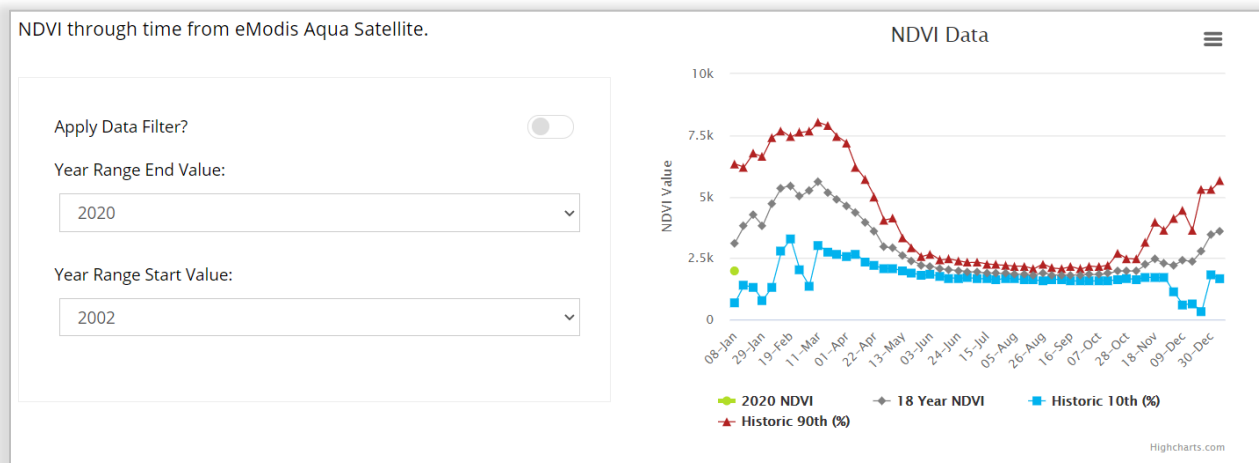 NDVI through time from eModis Aqua Satellite.
Apply Data Filter?
Year Range End Value:
2020
Year Range Start Value:
2002
NDVI Data
NDVI Value
10k
7.5k
5k
2.5k
0
08-Jan
29-Jan
19-Feb
11-Mar
01-Apr
22-Apr
13-May
03-Jun
24-Jun
15-Jul
05-Aug
26-Aug
16-Sep
07-Oct
28-Oct
18-Nov
09-Dec
30-Dec
2020 NDVI
18 Year NDVI
Historic 10th (%)
Historic 90th (%)
Highcharts.com